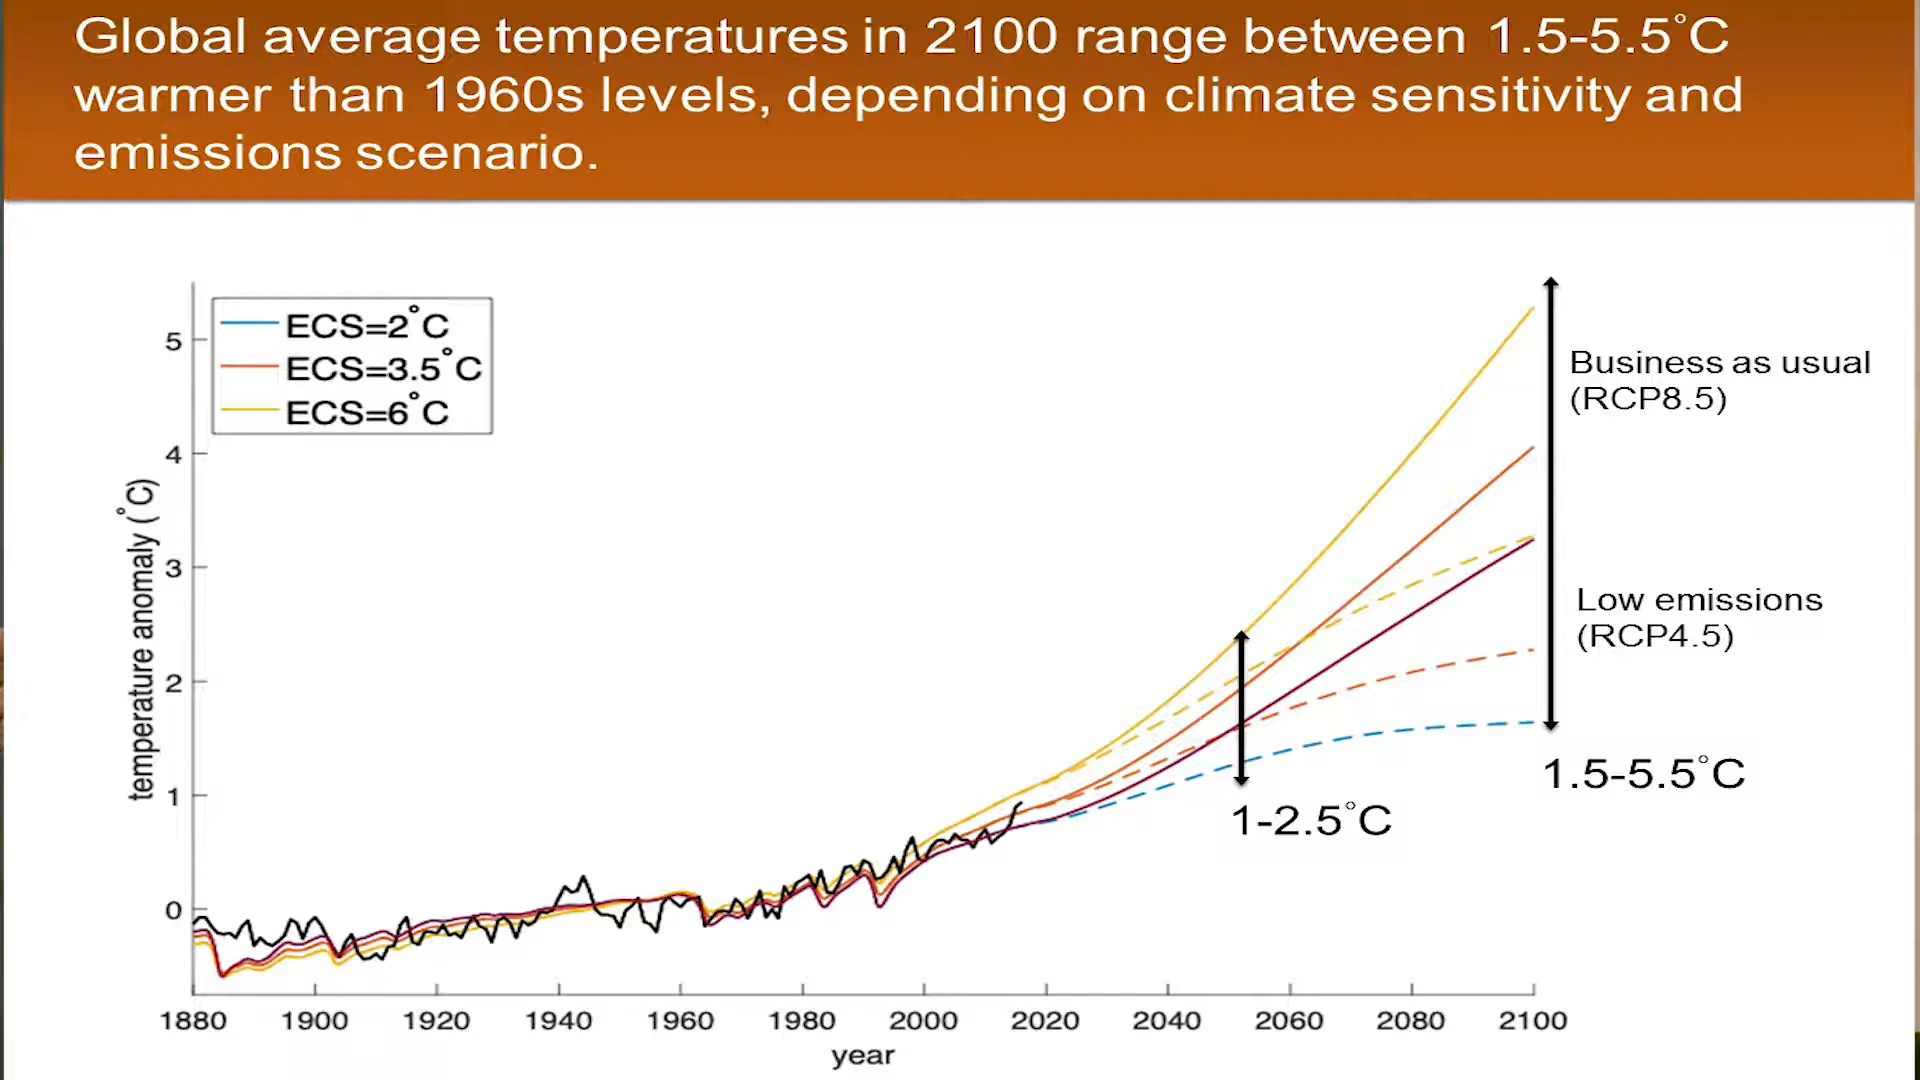 Global average temperatures in 2100 range between 1.5-5.5°C
warmer than 1960s levels, depending on climate sensitivity and
emissions scenario.
ECS=2°C
ECS=3.5°C
ECS=6°C
Business as usual
(RCP8.5)
Low emissions
(RCP4.5)
1.5-5.5°C
1-2.5°C
temperature anomaly (°C)
5
4
3
2
1
0
1880 1900 1920 1940 1960 1980 2000 2020 2040 2060 2080 2100
year